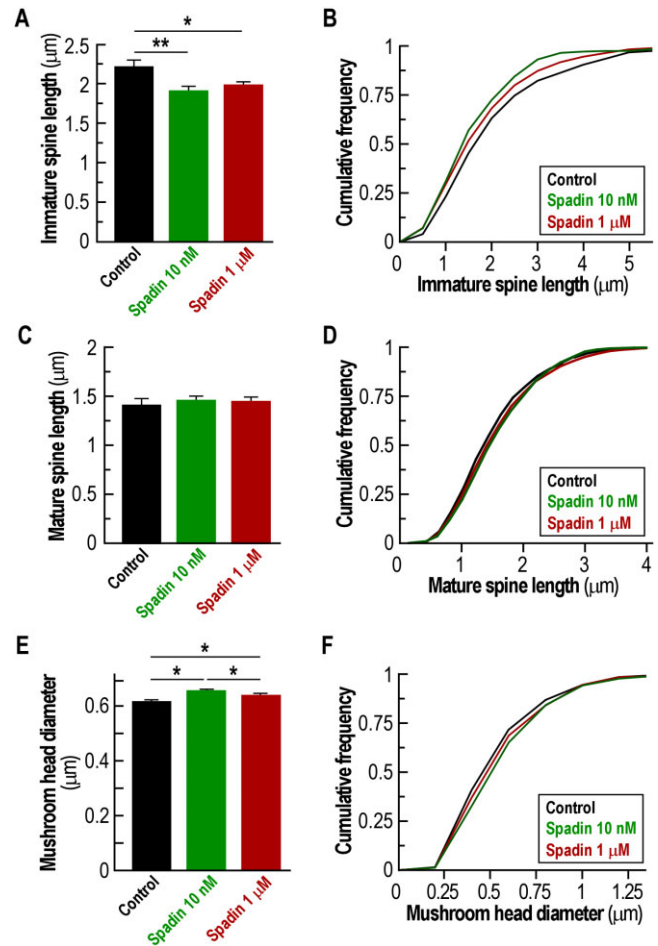 A
Immature spine length (μm)
2.5
2
1.5
1
0.5
0
**
*
Control
Spadin 10 nM
Spadin 1 μM
B
Cumulative frequency
1
0.75
0.5
0.25
0
0 1 2 3 4 5
Immature spine length (μm)
Control
Spadin 10 nM
Spadin 1 μM
C
Mature spine length (μm)
2
1.5
1
0.5
0
Control
Spadin 10 nM
Spadin 1 μM
D
Cumulative frequency
1
0.75
0.5
0.25
0
0 1 2 3 4
Mature spine length (μm)
Control
Spadin 10 nM
Spadin 1 μM
E
Mushroom head diameter
(μm)
0.6
0.4
0.2
0
*
* *
Control
Spadin 10 nM
Spadin 1 μM
F
Cumulative frequency
1
0.75
0.5
0.25
0
0 0.25 0.5 0.75 1 1.25
Mushroom head diameter (μm)
Control
Spadin 10 nM
Spadin 1 μM